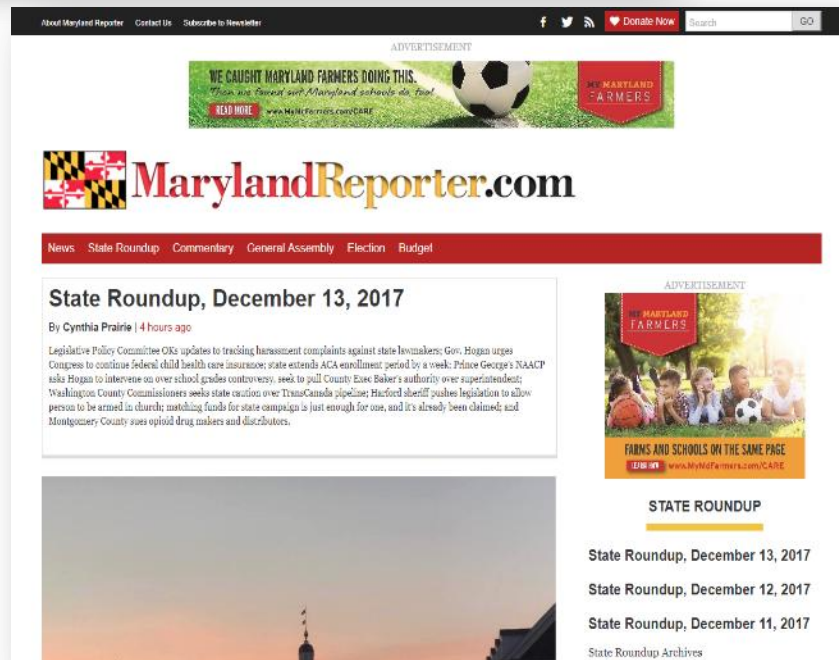 About Maryland Reporter Contact Us Subscribe to Newsletter
Donate Now Search GO
ADVERTISEMENT
WE CAUGHT MARYLAND FARMERS DOING THIS.
Then we found out Maryland schools do, too!
READ MORE www.MyMdFarmers.com/CARE
MY MARYLAND
FARMERS
MarylandReporter.com
News State Roundup Commentary General Assembly Election Budget
State Roundup, December 13, 2017
By Cynthia Prairie | 4 hours ago
Legislative Policy Committee OKs updates to tracking harassment complaints against state lawmakers; Gov. Hogan urges
Congress to continue federal child health care insurance; state extends ACA enrollment period by a week; Prince George's NAACP
asks Hogan to intervene on over school grades controversy, seek to pull County Exec Baker's authority over superintendent;
Washington County Commissioners seeks state caution over TransCanada pipeline; Harford sheriff pushes legislation to allow
person to be armed in church; matching funds for state campaign is just enough for one, and it's already been claimed; and
Montgomery County sues opioid drug makers and distributors.
ADVERTISEMENT
MY MARYLAND
FARMERS
FARMS AND SCHOOLS ON THE SAME PAGE
LEARN HOW www.MyMdFarmers.com/CARE
STATE ROUNDUP
State Roundup, December 13, 2017
State Roundup, December 12, 2017
State Roundup, December 11, 2017
State Roundup Archives